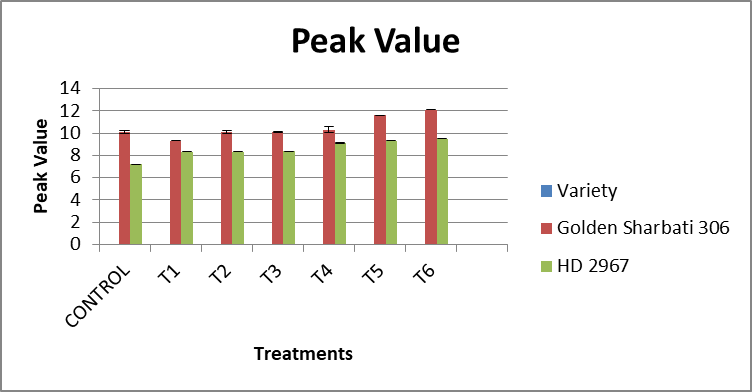 Peak Value
Peak Value
14
12
10
8
6
4
2
0
CONTROL
T1
T2
T3
T4
T5
T6
Treatments
Variety
Golden Sharbati 306
HD 2967